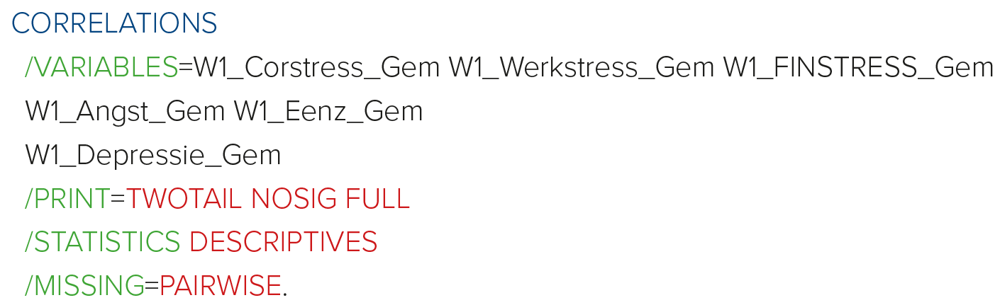 CORRELATIONS
/VARIABLES=W1_Corstress_Gem W1_Werkstress_Gem W1_FINSTRESS_Gem
W1_Angst_Gem W1_Eenz_Gem
W1_Depressie_Gem
/PRINT=TWOTAIL NOSIG FULL
/STATISTICS DESCRIPTIVES
/MISSING=PAIRWISE.